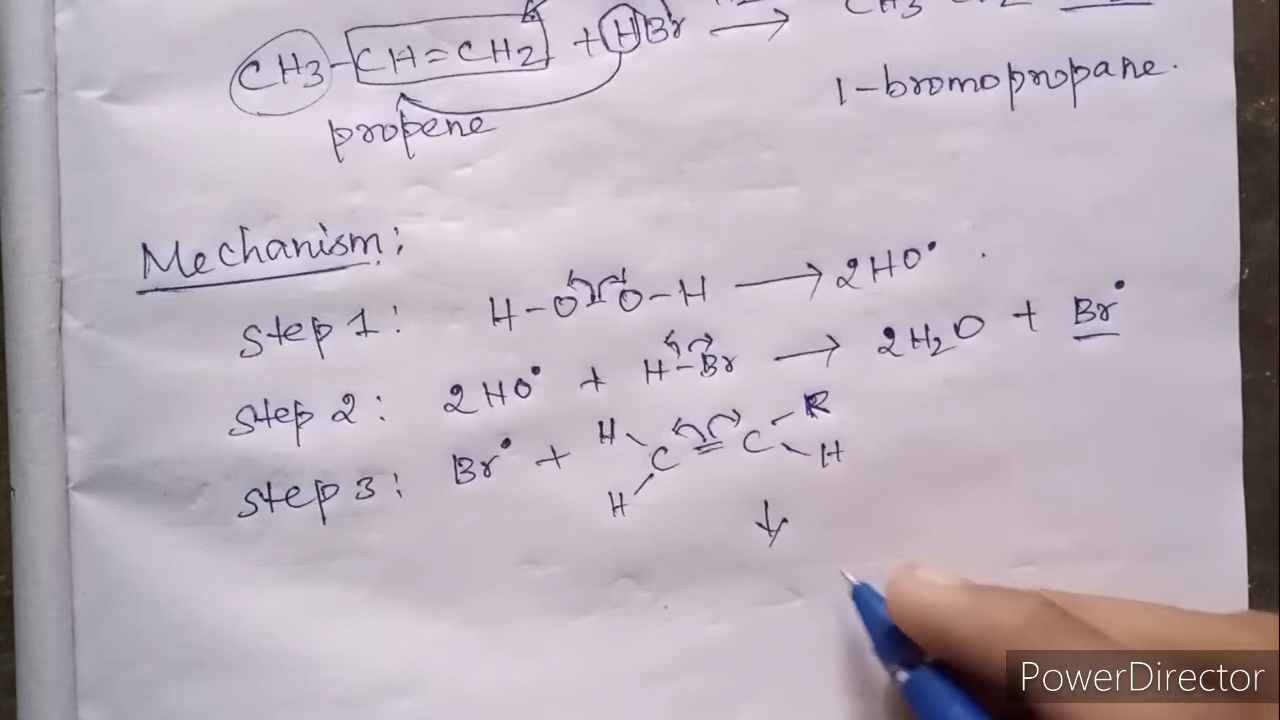 CH3-CH=CH2 + HBr → CH3
1-bromopropane.
propene
Mechanism:
Step 1: H-O-O-H → 2HO•
Step 2: 2HO• + H-Br → 2H2O + Br•
H R
Step 3: Br• + C=C
H H
PowerDirector